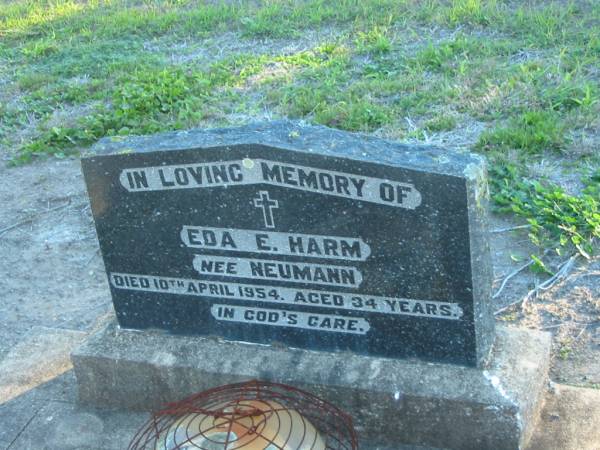 IN LOVING MEMORY OF
EDA E. HARM
NEE NEUMANN
DIED 10TH APRIL 1954. AGED 34 YEARS.
IN GOD'S CARE.